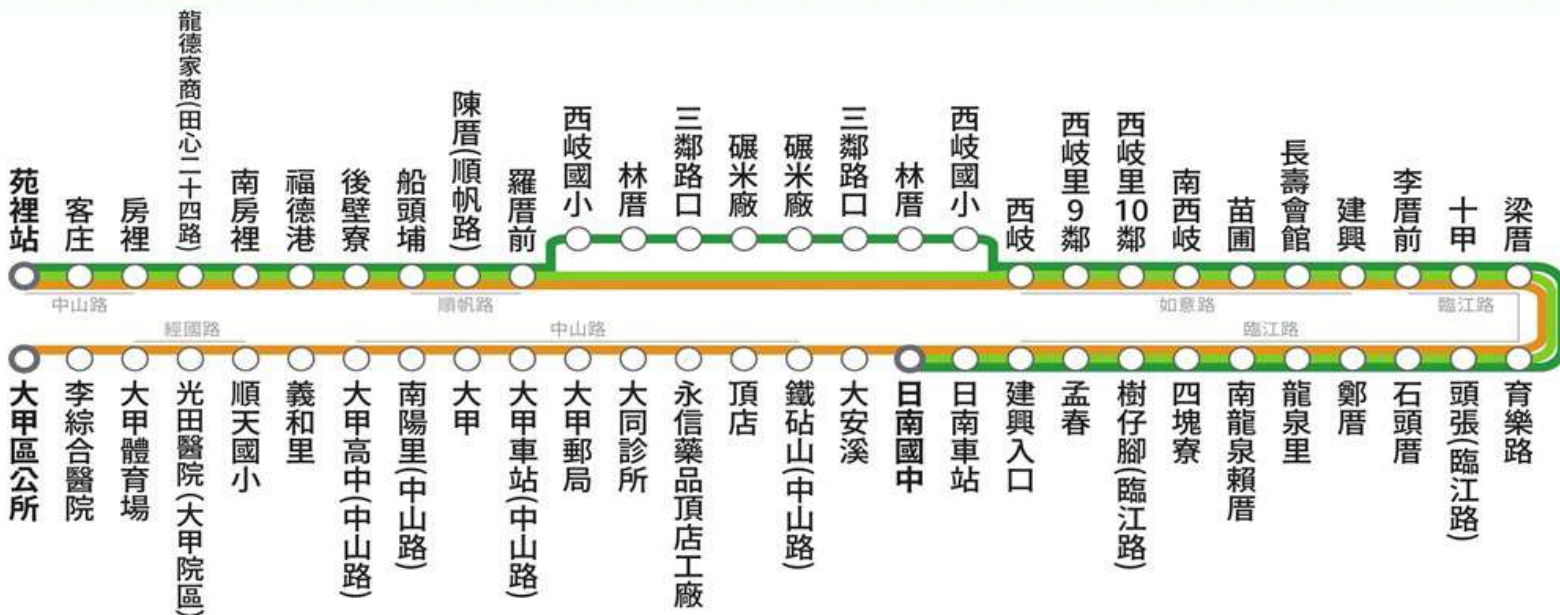 苑裡站
客庄
房裡
龍德家商(田心二十四路)
南房裡
福德港
後壁寮
船頭埔
陳厝(順帆路)
羅厝前
西岐國小
林厝
三鄰路口
碾米廠
碾米廠
三鄰路口
林厝
西岐國小
西岐
西岐里9鄰
西岐里10鄰
南西岐
苗圃
長壽會館
建興
李厝前
十甲
梁厝
中山路
順帆路
如意路
臨江路
經國路
中山路
臨江路
大甲區公所
李綜合醫院
大甲體育場
光田醫院(大甲院區)
順天國小
義和里
大甲高中(中山路)
南陽里(中山路)
大甲
大甲車站(中山路)
大甲郵局
大同診所
永信藥品頂店工廠
頂店
鐵砧山(中山路)
大安溪
日南國中
日南車站
建興入口
孟春
樹仔腳(臨江路)
四塊寮
南龍泉賴厝
龍泉里
鄭厝
石頭厝
頭張(臨江路)
育樂路